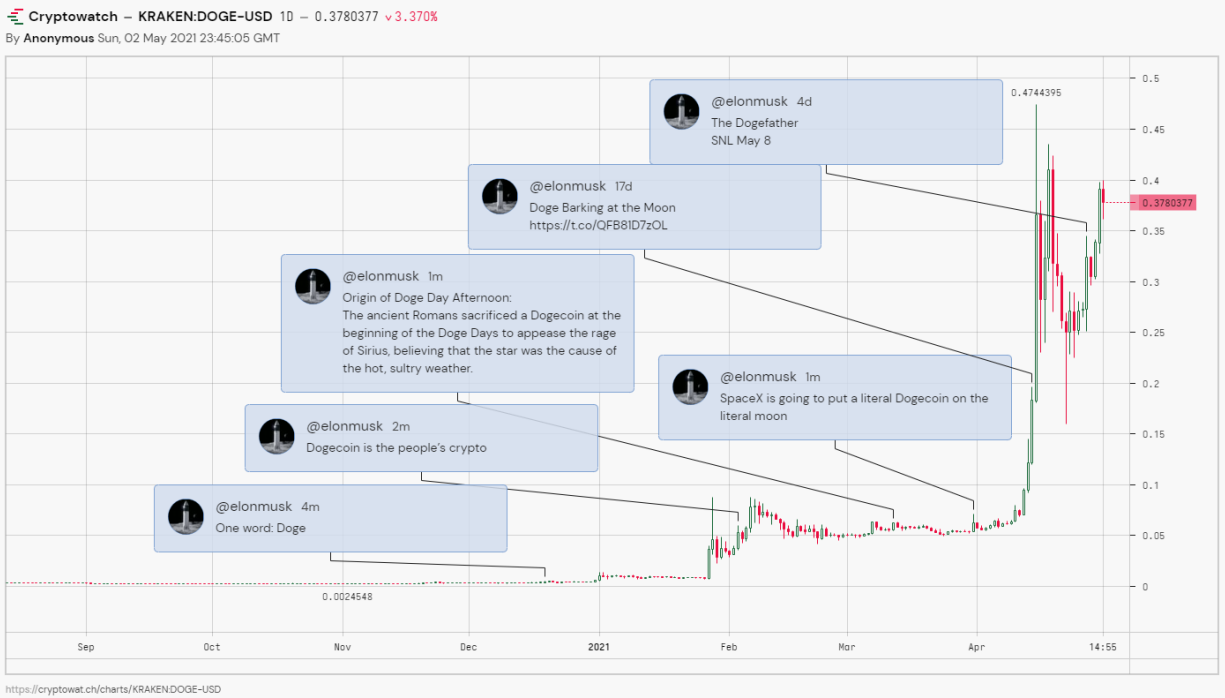 Cryptowatch — KRAKEN:DOGE-USD 1D — 0.3780377 ∨3.370%
By Anonymous Sun, 02 May 2021 23:45:05 GMT
0.5
@elonmusk 4d
The Dogefather
SNL May 8
0.4744395
0.45
@elonmusk 17d
Doge Barking at the Moon
https://t.co/QFB81D7zOL
0.4
0.3780377
0.35
@elonmusk 1m
Origin of Doge Day Afternoon:
The ancient Romans sacrificed a Dogecoin at the
beginning of the Doge Days to appease the rage
of Sirius, believing that the star was the cause of
the hot, sultry weather.
0.3
0.25
@elonmusk 1m
SpaceX is going to put a literal Dogecoin on the
literal moon
0.2
@elonmusk 2m
Dogecoin is the people's crypto
0.15
0.1
@elonmusk 4m
One word: Doge
0.05
0
0.0024548
Sep Oct Nov Dec 2021 Feb Mar Apr 14:55
https://cryptowat.ch/charts/KRAKEN:DOGE-USD